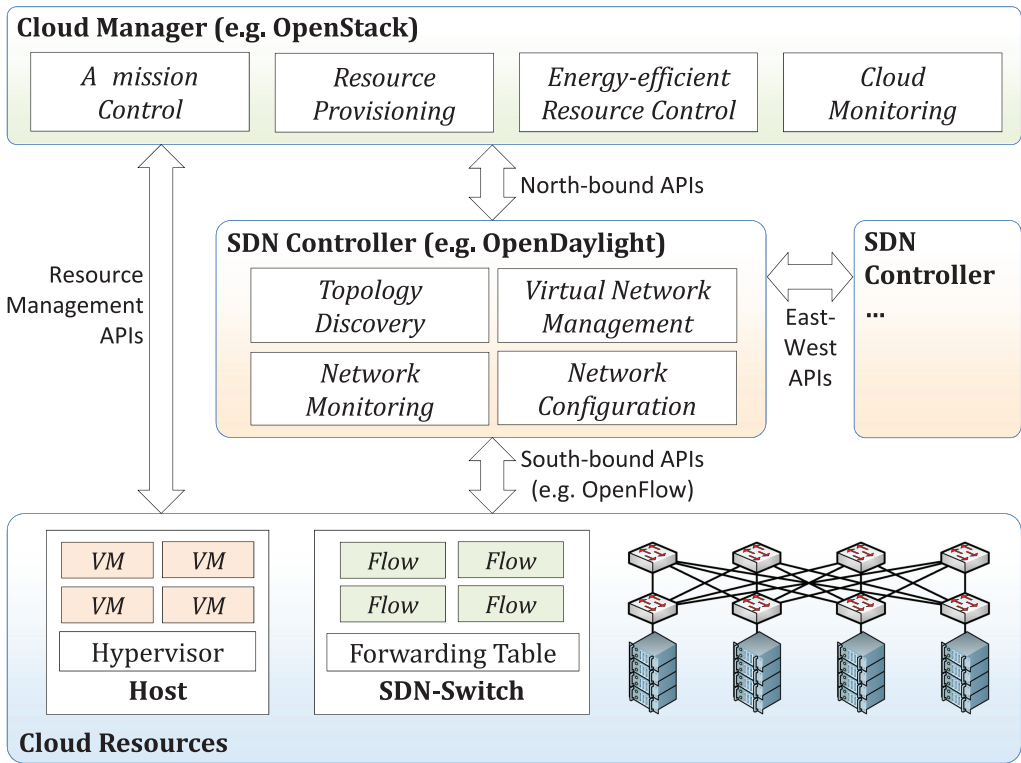 Cloud Manager (e.g. OpenStack)
A mission
Control
Resource
Provisioning
Energy-efficient
Resource Control
Cloud
Monitoring
North-bound APIs
Resource
Management
APIs
SDN Controller (e.g. OpenDaylight)
Topology
Discovery
Virtual Network
Management
Network
Monitoring
Network
Configuration
East-
West
APIs
SDN
Controller
...
South-bound APIs
(e.g. OpenFlow)
VM VM
VM VM
Hypervisor
Host
Flow Flow
Flow Flow
Forwarding Table
SDN-Switch
Cloud Resources